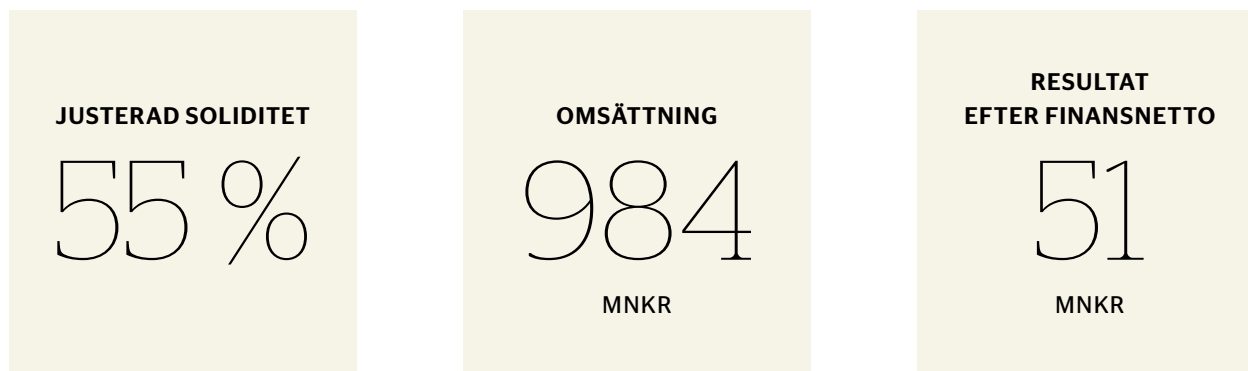 JUSTERAD SOLIDITET
55 %
OMSÄTTNING
984
MNKR
RESULTAT
EFTER FINANSNETTO
51
MNKR